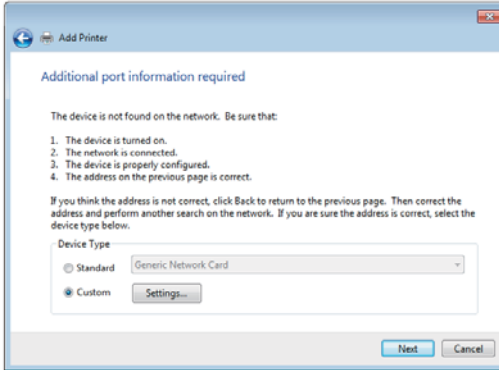 Add Printer
Additional port information required
The device is not found on the network. Be sure that:
1. The device is turned on.
2. The network is connected.
3. The device is properly configured.
4. The address on the previous page is correct.
If you think the address is not correct, click Back to return to the previous page. Then correct the
address and perform another search on the network. If you are sure the address is correct, select the
device type below.
Device Type
Standard Generic Network Card
Custom Settings...
Next Cancel